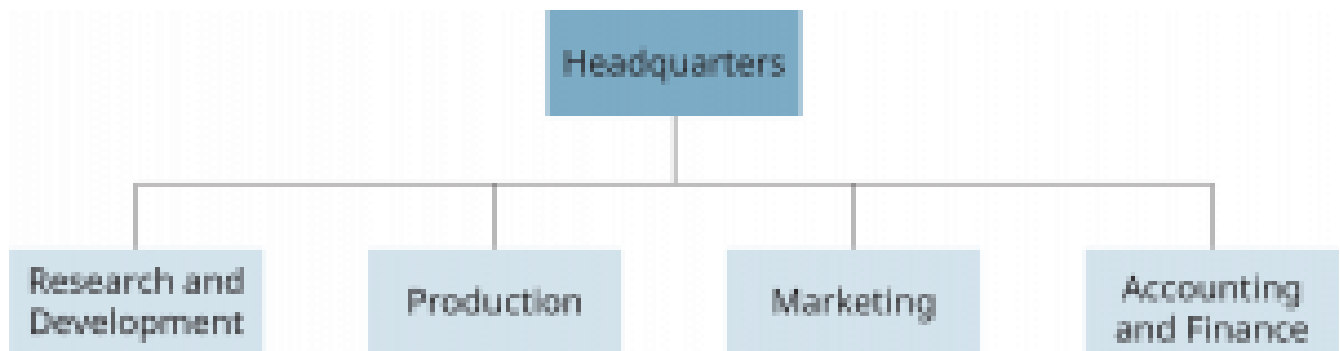 Headquarters
Research and
Development
Production
Marketing
Accounting
and Finance